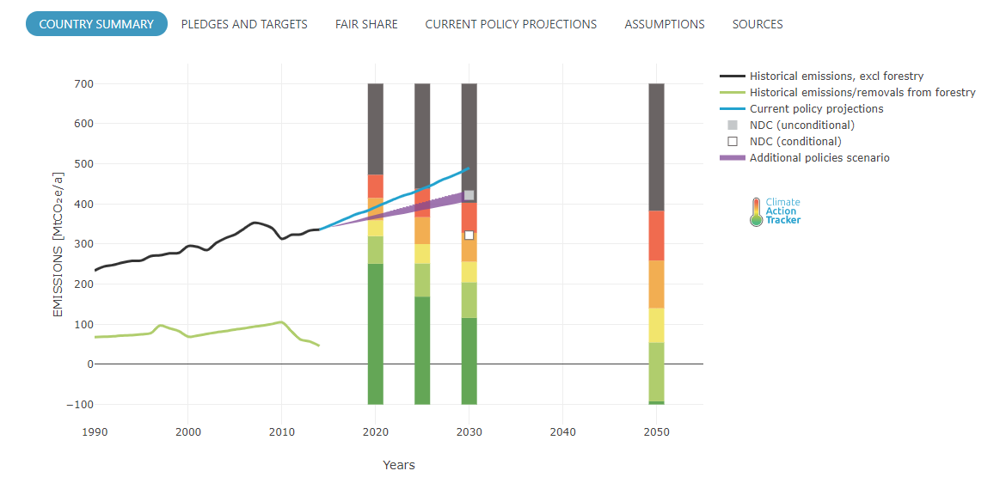 COUNTRY SUMMARY PLEDGES AND TARGETS FAIR SHARE CURRENT POLICY PROJECTIONS ASSUMPTIONS SOURCES
EMISSIONS [MtCO₂e/a]
700
600
500
400
300
200
100
0
−100
1990 2000 2010 2020 2030 2040 2050
Years
Historical emissions, excl forestry
Historical emissions/removals from forestry
Current policy projections
NDC (unconditional)
NDC (conditional)
Additional policies scenario
Climate
Action
Tracker